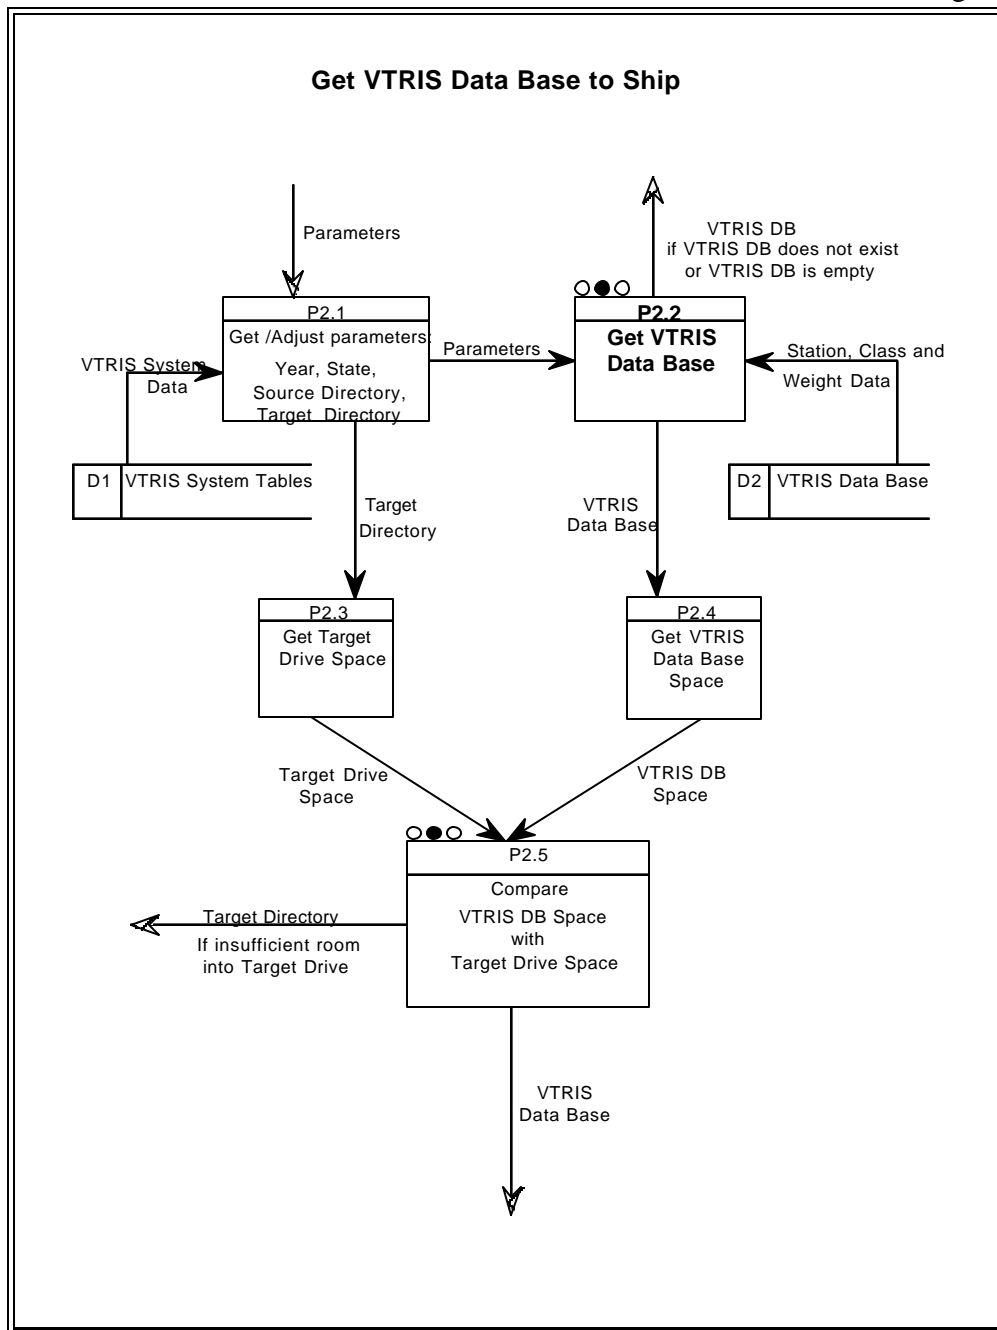 Get VTRIS Data Base to Ship
Parameters
VTRIS DB
if VTRIS DB does not exist
or VTRIS DB is empty
P2.1
Get /Adjust parameters:
Year, State,
Source Directory,
Target Directory
Parameters
P2.2
Get VTRIS
Data Base
VTRIS System
Data
Station, Class and
Weight Data
D1
VTRIS System Tables
D2
VTRIS Data Base
Target
Directory
VTRIS
Data Base
P2.3
Get Target
Drive Space
P2.4
Get VTRIS
Data Base
Space
Target Drive
Space
VTRIS DB
Space
P2.5
Compare
VTRIS DB Space
with
Target Drive Space
Target Directory
If insufficient room
into Target Drive
VTRIS
Data Base